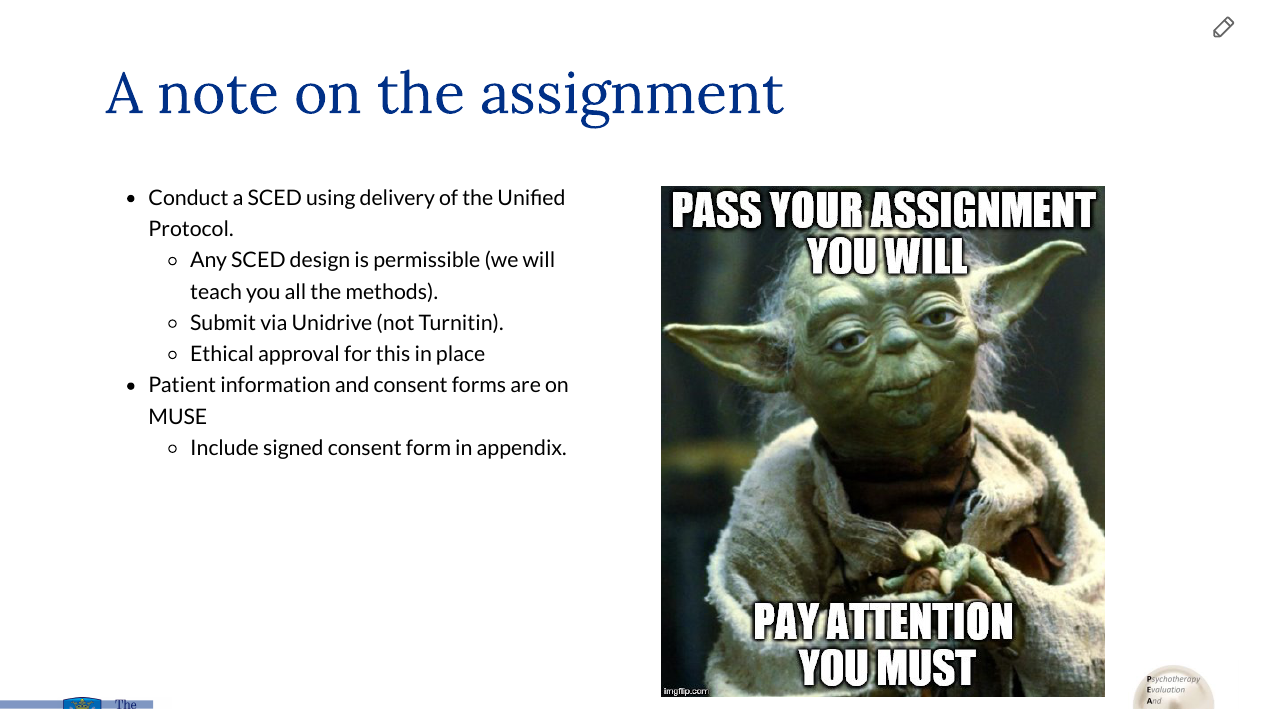 A note on the assignment
Conduct a SCED using delivery of the Unified
Protocol.
Any SCED design is permissible (we will
teach you all the methods).
Submit via Unidrive (not Turnitin).
Ethical approval for this in place
Patient information and consent forms are on
MUSE
Include signed consent form in appendix.
PASS YOUR ASSIGNMENT
YOU WILL
PAY ATTENTION
YOU MUST
imgflip.com
The
Psychotherapy
Evaluation
And